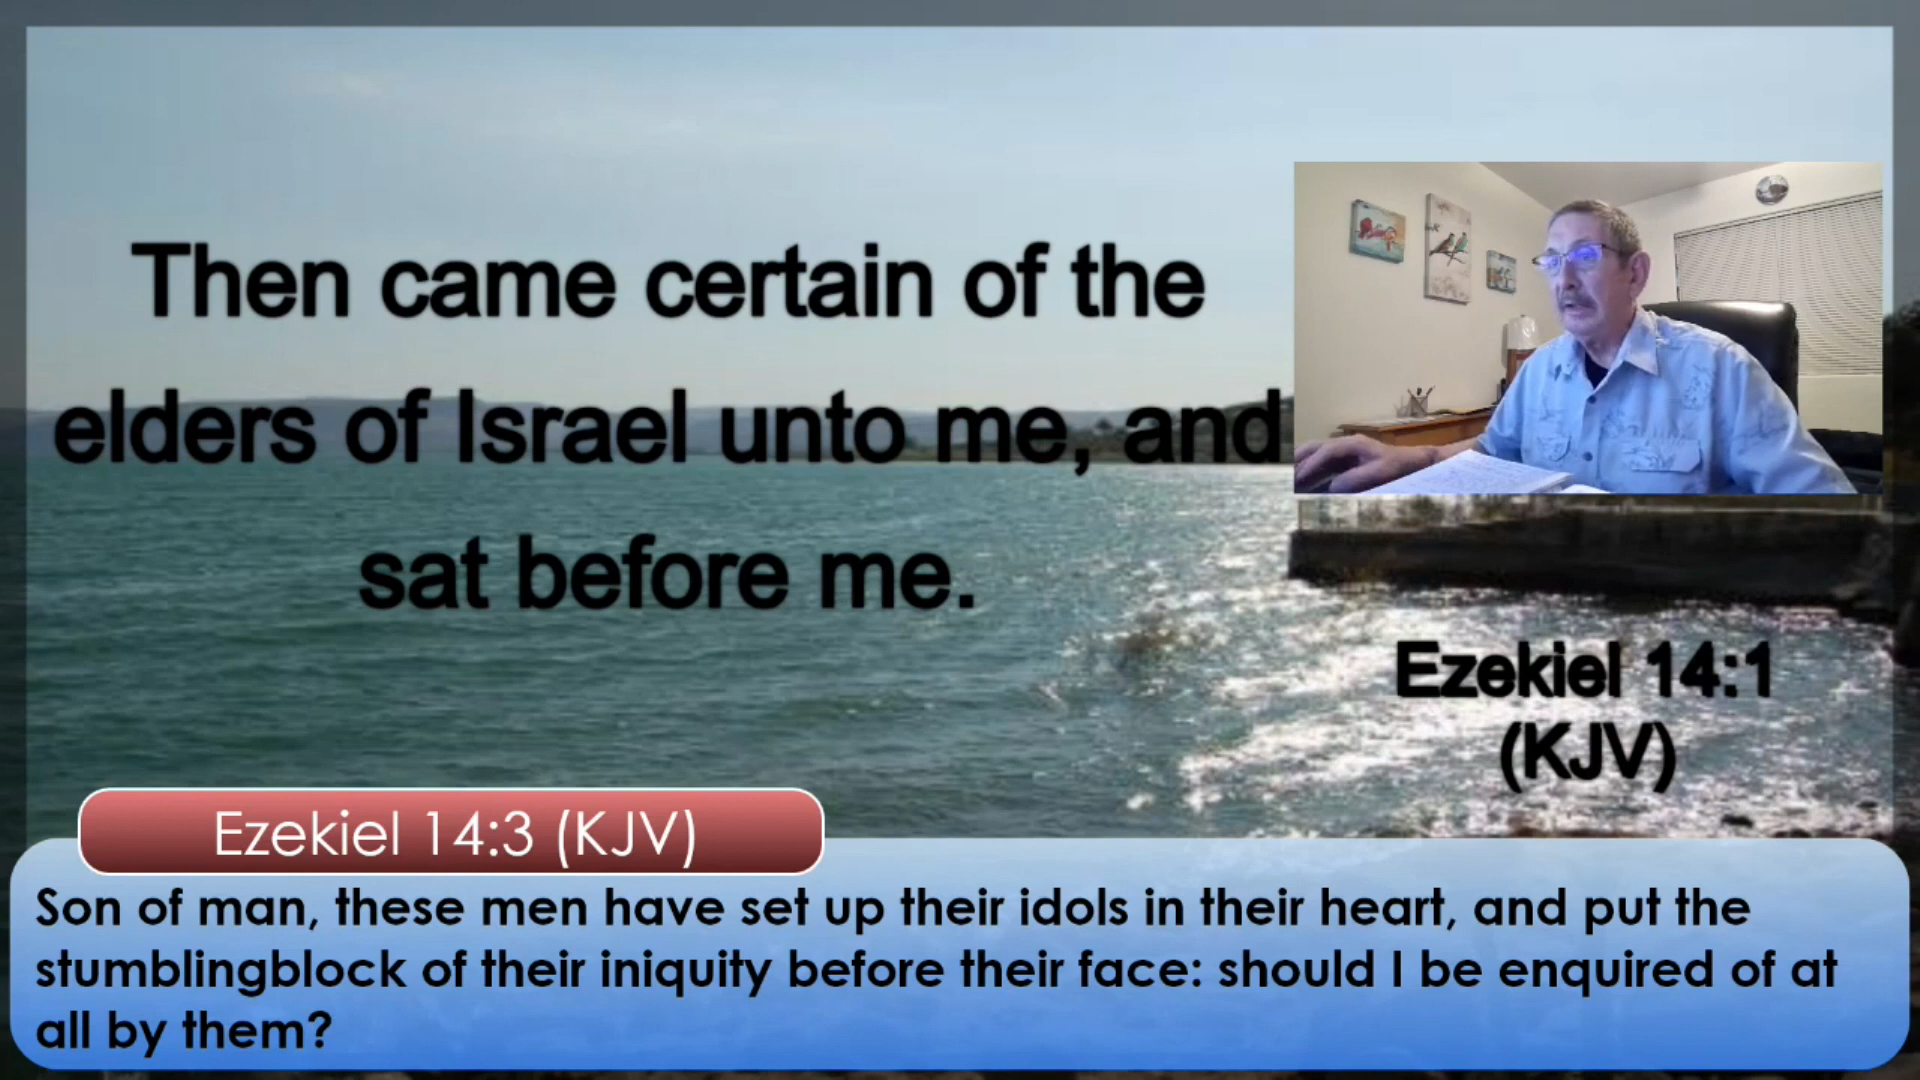 Then came certain of the
elders of Israel unto me, and
sat before me.
Ezekiel 14:1
(KJV)
Ezekiel 14:3 (KJV)
Son of man, these men have set up their idols in their heart, and put the
stumblingblock of their iniquity before their face: should I be enquired of at
all by them?